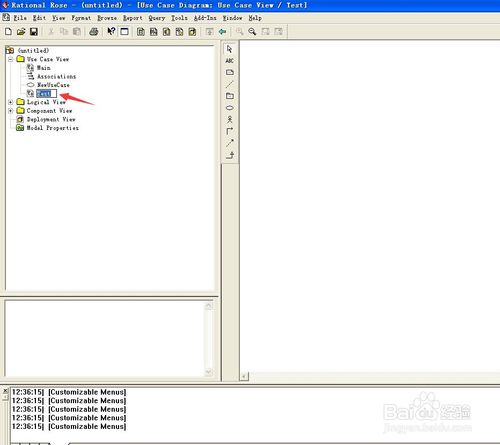 Rational Rose - (untitled) - [Use Case Diagram: Use Case View / Test]
File Edit View Format Browse Report Query Tools Add-Ins Window Help
(untitled)
Use Case View
Main
Associations
NewUseCase
Test
Logical View
Component View
Deployment View
Model Properties
ABC
12:36:15| [Customizable Menus]
12:36:15| [Customizable Menus]
12:36:15| [Customizable Menus]
12:36:15| [Customizable Menus]
12:36:15| [Customizable Menus]
Baidu 经验
jingyan.baidu.com